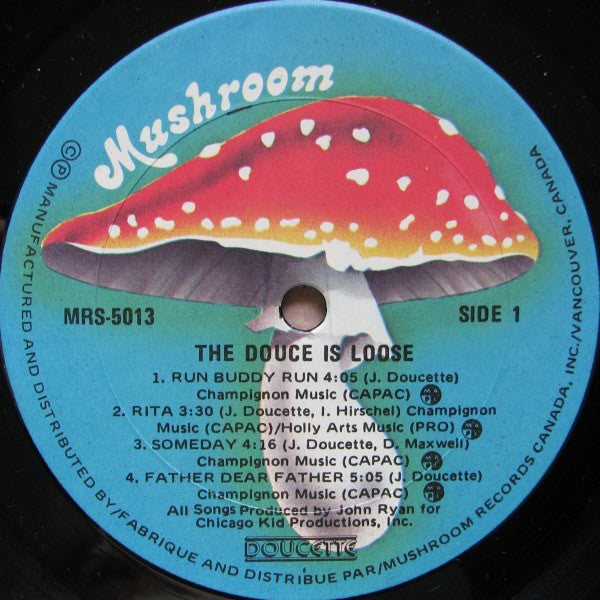 Mushroom
MRS-5013
SIDE 1
THE DOUCE IS LOOSE
1. RUN BUDDY RUN 4:05 (J. Doucette)
Champignon Music (CAPAC)
2. RITA 3:30 (J. Doucette, I. Hirschel) Champignon
Music (CAPAC)/Holly Arts Music (PRO)
3. SOMEDAY 4:16 (J. Doucette, D. Maxwell)
Champignon Music (CAPAC)
4. FATHER DEAR FATHER 5:05 (J. Doucette)
Champignon Music (CAPAC)
All Songs Produced by John Ryan for
Chicago Kid Productions, Inc.
DOUCETTE
©℗ MANUFACTURED AND DISTRIBUTED BY/FABRIQUE AND DISTRIBUE PAR/MUSHROOM RECORDS CANADA, INC./VANCOUVER, CANADA